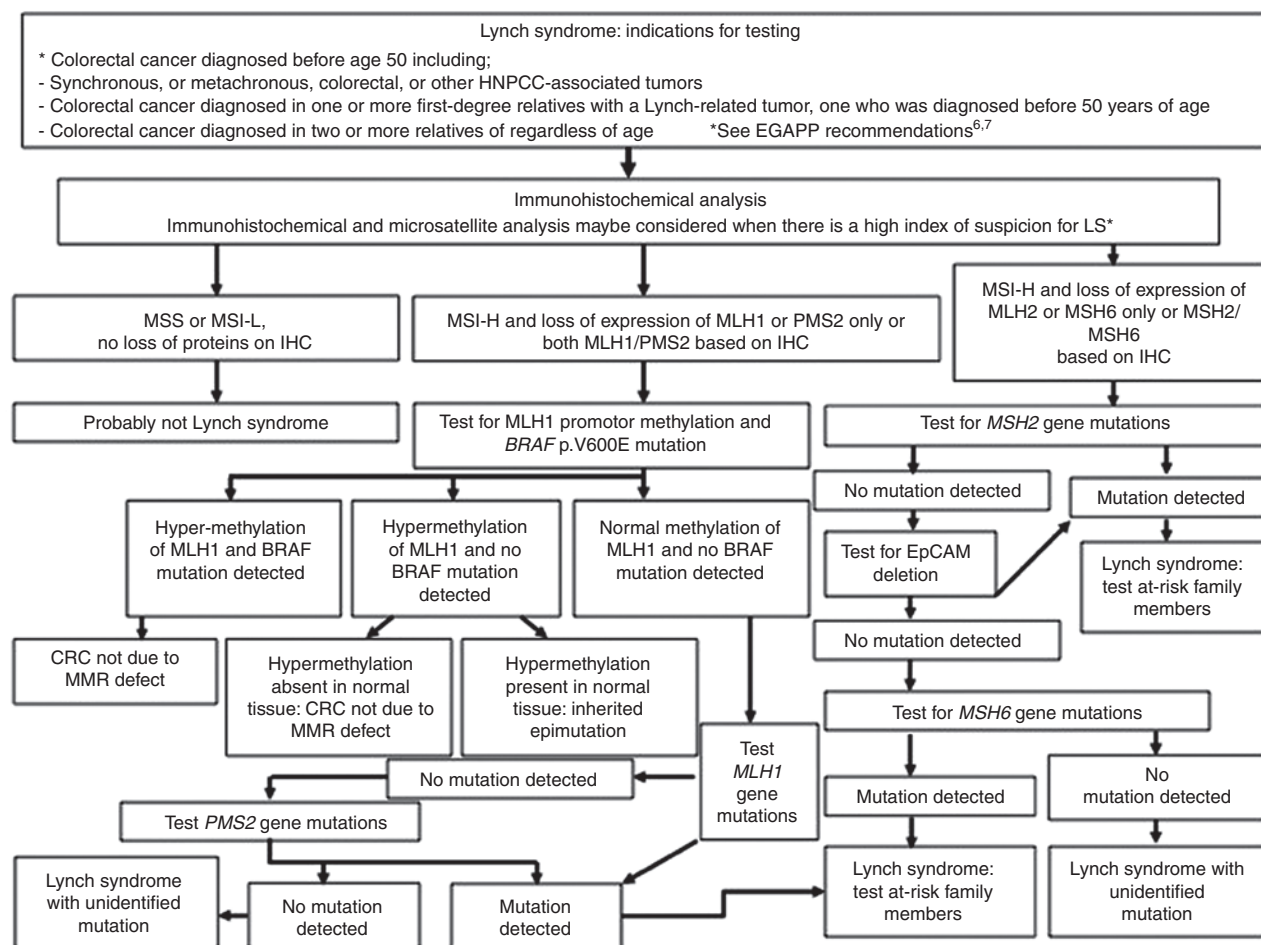 Lynch syndrome: indications for testing
* Colorectal cancer diagnosed before age 50 including;
- Synchronous, or metachronous, colorectal, or other HNPCC-associated tumors
- Colorectal cancer diagnosed in one or more first-degree relatives with a Lynch-related tumor, one who was diagnosed before 50 years of age
- Colorectal cancer diagnosed in two or more relatives of regardless of age *See EGAPP recommendations6,7
Immunohistochemical analysis
Immunohistochemical and microsatellite analysis maybe considered when there is a high index of suspicion for LS*
MSS or MSI-L,
no loss of proteins on IHC
MSI-H and loss of expression of MLH1 or PMS2 only or
both MLH1/PMS2 based on IHC
MSI-H and loss of expression of
MLH2 or MSH6 only or MSH2/
MSH6
based on IHC
Probably not Lynch syndrome
Test for MLH1 promotor methylation and
BRAF p.V600E mutation
Test for MSH2 gene mutations
No mutation detected
Mutation detected
Hyper-methylation
of MLH1 and BRAF
mutation detected
Hypermethylation
of MLH1 and no
BRAF mutation
detected
Normal methylation of
MLH1 and no BRAF
mutation detected
Test for EpCAM
deletion
Lynch syndrome:
test at-risk family
members
No mutation detected
CRC not due to
MMR defect
Hypermethylation
absent in normal
tissue: CRC not due to
MMR defect
Hypermethylation
present in normal
tissue: inherited
epimutation
Test for MSH6 gene mutations
Test
MLH1
gene
mutations
No mutation detected
Mutation detected
No
mutation detected
Test PMS2 gene mutations
Lynch syndrome
with unidentified
mutation
No mutation
detected
Mutation
detected
Lynch syndrome:
test at-risk family
members
Lynch syndrome with
unidentified
mutation